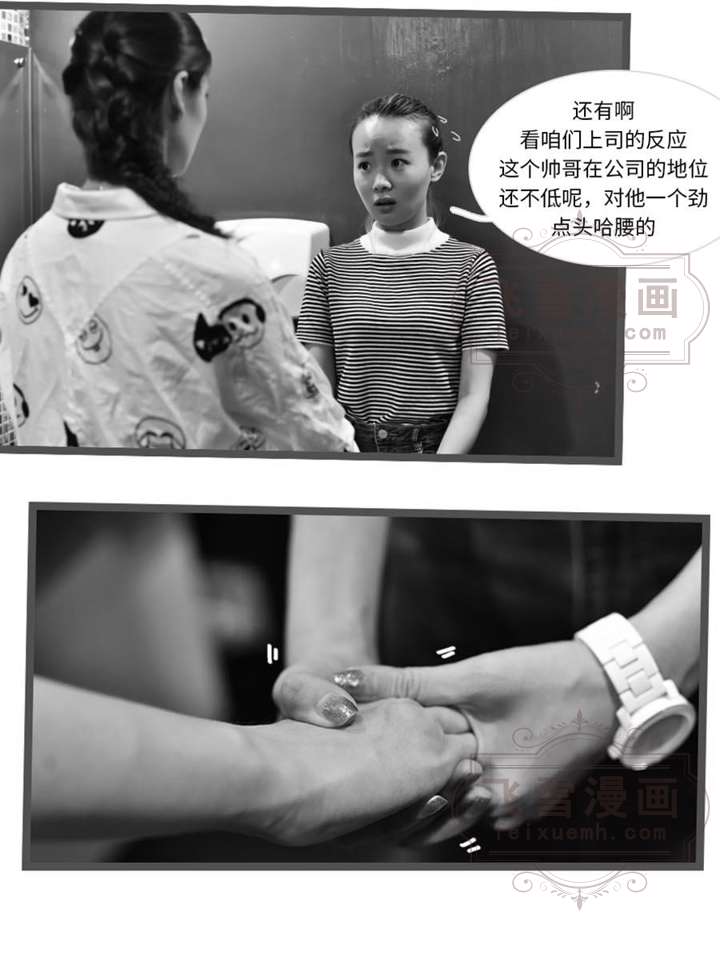 还有啊
看咱们上司的反应
这个帅哥在公司的地位
还不低呢，对他一个劲
点头哈腰的
飞雪漫画
feixuemh.com
飞雪漫画
feixuemh.com